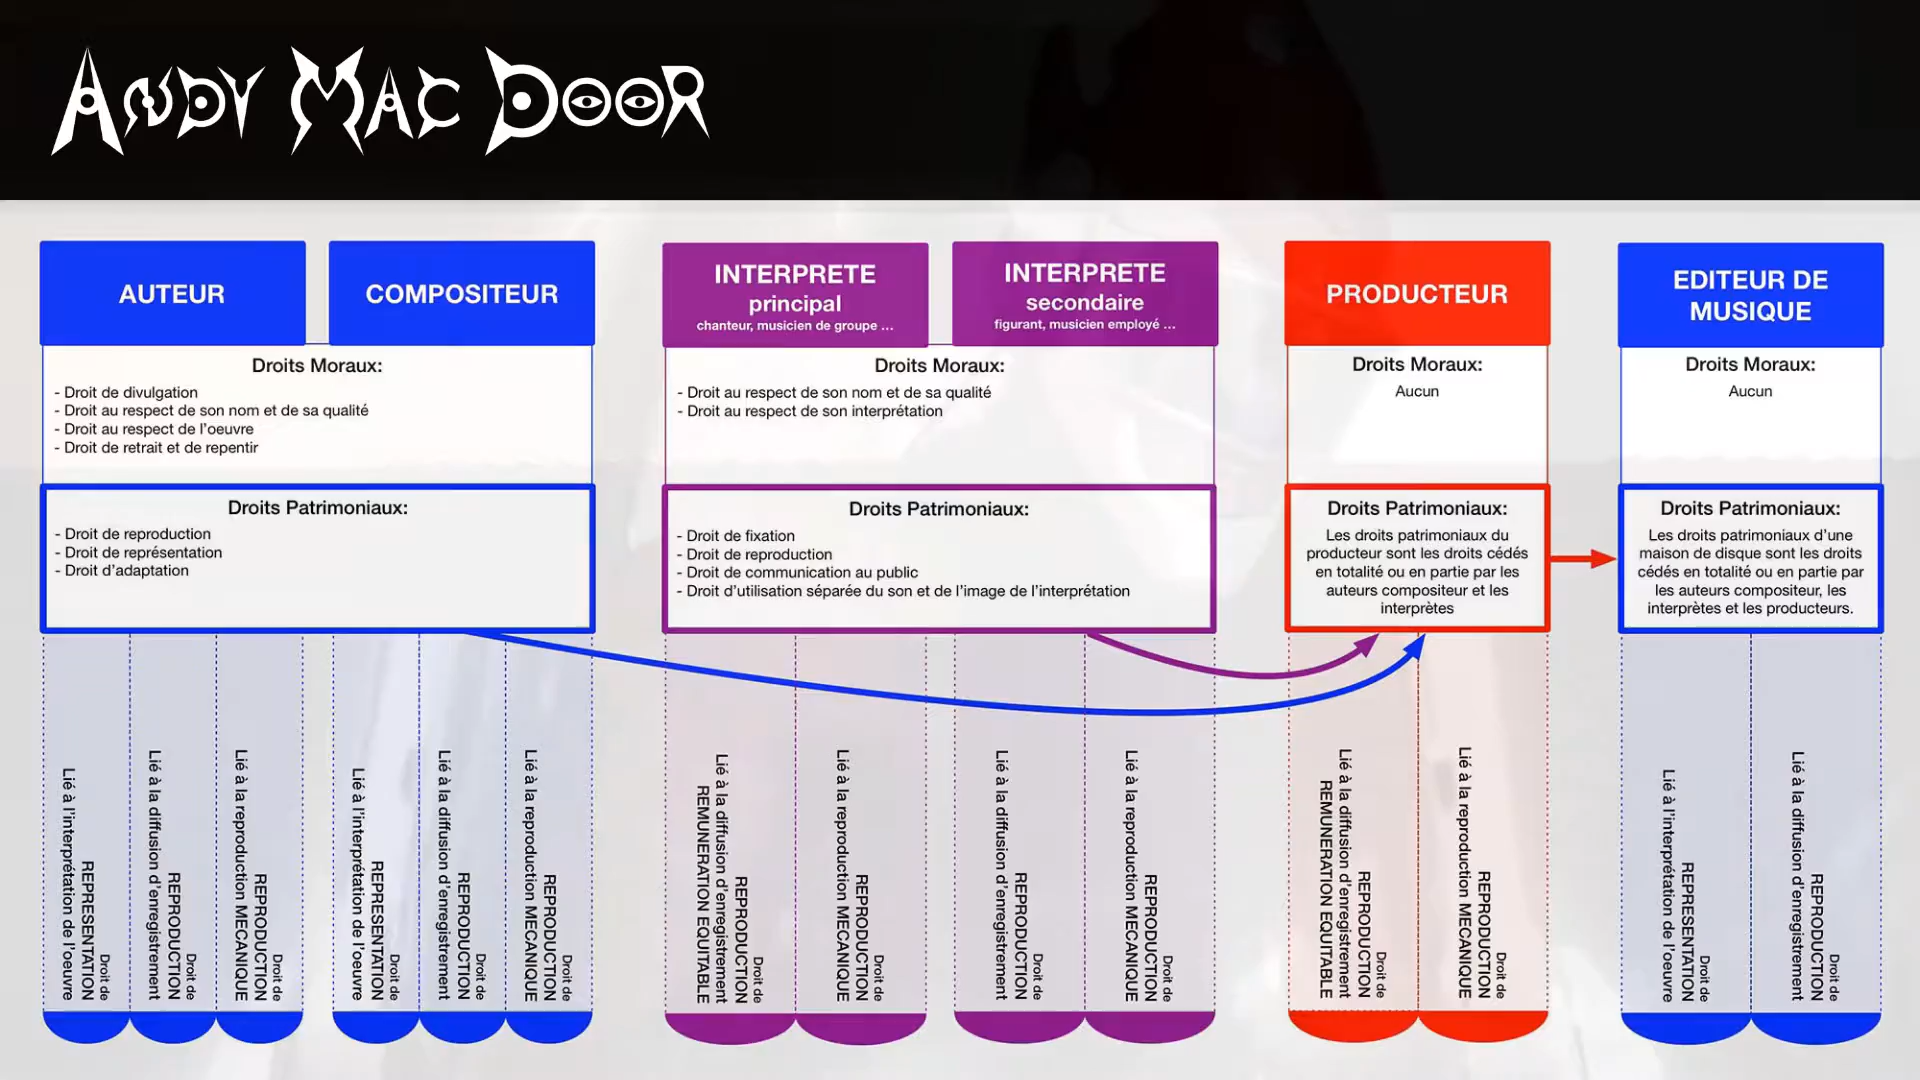 ANDY MAC DOOR
AUTEUR
COMPOSITEUR
Droits Moraux:
- Droit de divulgation
- Droit au respect de son nom et de sa qualité
- Droit au respect de l'oeuvre
- Droit de retrait et de repentir
Droits Patrimoniaux:
- Droit de reproduction
- Droit de représentation
- Droit d'adaptation
Droit de
REPRESENTATION
Lié à l'interprétation de l'oeuvre
Droit de
REPRODUCTION
Lié à la diffusion d'enregistrement
Droit de
REPRODUCTION
Lié à la reproduction MECANIQUE
Droit de
REPRESENTATION
Lié à l'interprétation de l'oeuvre
Droit de
REPRODUCTION
Lié à la diffusion d'enregistrement
Droit de
REPRODUCTION
Lié à la reproduction MECANIQUE
INTERPRETE
principal
chanteur, musicien de groupe ...
INTERPRETE
secondaire
figurant, musicien employé ...
Droits Moraux:
- Droit au respect de son nom et de sa qualité
- Droit au respect de son interprétation
Droits Patrimoniaux:
- Droit de fixation
- Droit de reproduction
- Droit de communication au public
- Droit d'utilisation séparée du son et de l'image de l'interprétation
Droit de
REPRODUCTION
Lié à la diffusion d'enregistrement
REMUNERATION EQUITABLE
Droit de
REPRODUCTION
Lié à la reproduction MECANIQUE
Droit de
REPRODUCTION
Lié à la diffusion d'enregistrement
Droit de
REPRODUCTION
Lié à la reproduction MECANIQUE
PRODUCTEUR
Droits Moraux:
Aucun
Droits Patrimoniaux:
Les droits patrimoniaux du
producteur sont les droits cédés
en totalité ou en partie par les
auteurs compositeur et les
interprètes
Droit de
REPRODUCTION
Lié à la diffusion d'enregistrement
REMUNERATION EQUITABLE
Droit de
REPRODUCTION
Lié à la reproduction MECANIQUE
EDITEUR DE
MUSIQUE
Droits Moraux:
Aucun
Droits Patrimoniaux:
Les droits patrimoniaux d'une
maison de disque sont les droits
cédés en totalité ou en partie par
les auteurs compositeur, les
interprètes et les producteurs.
Droit de
REPRESENTATION
Lié à l'interprétation de l'oeuvre
Droit de
REPRODUCTION
Lié à la diffusion d'enregistrement